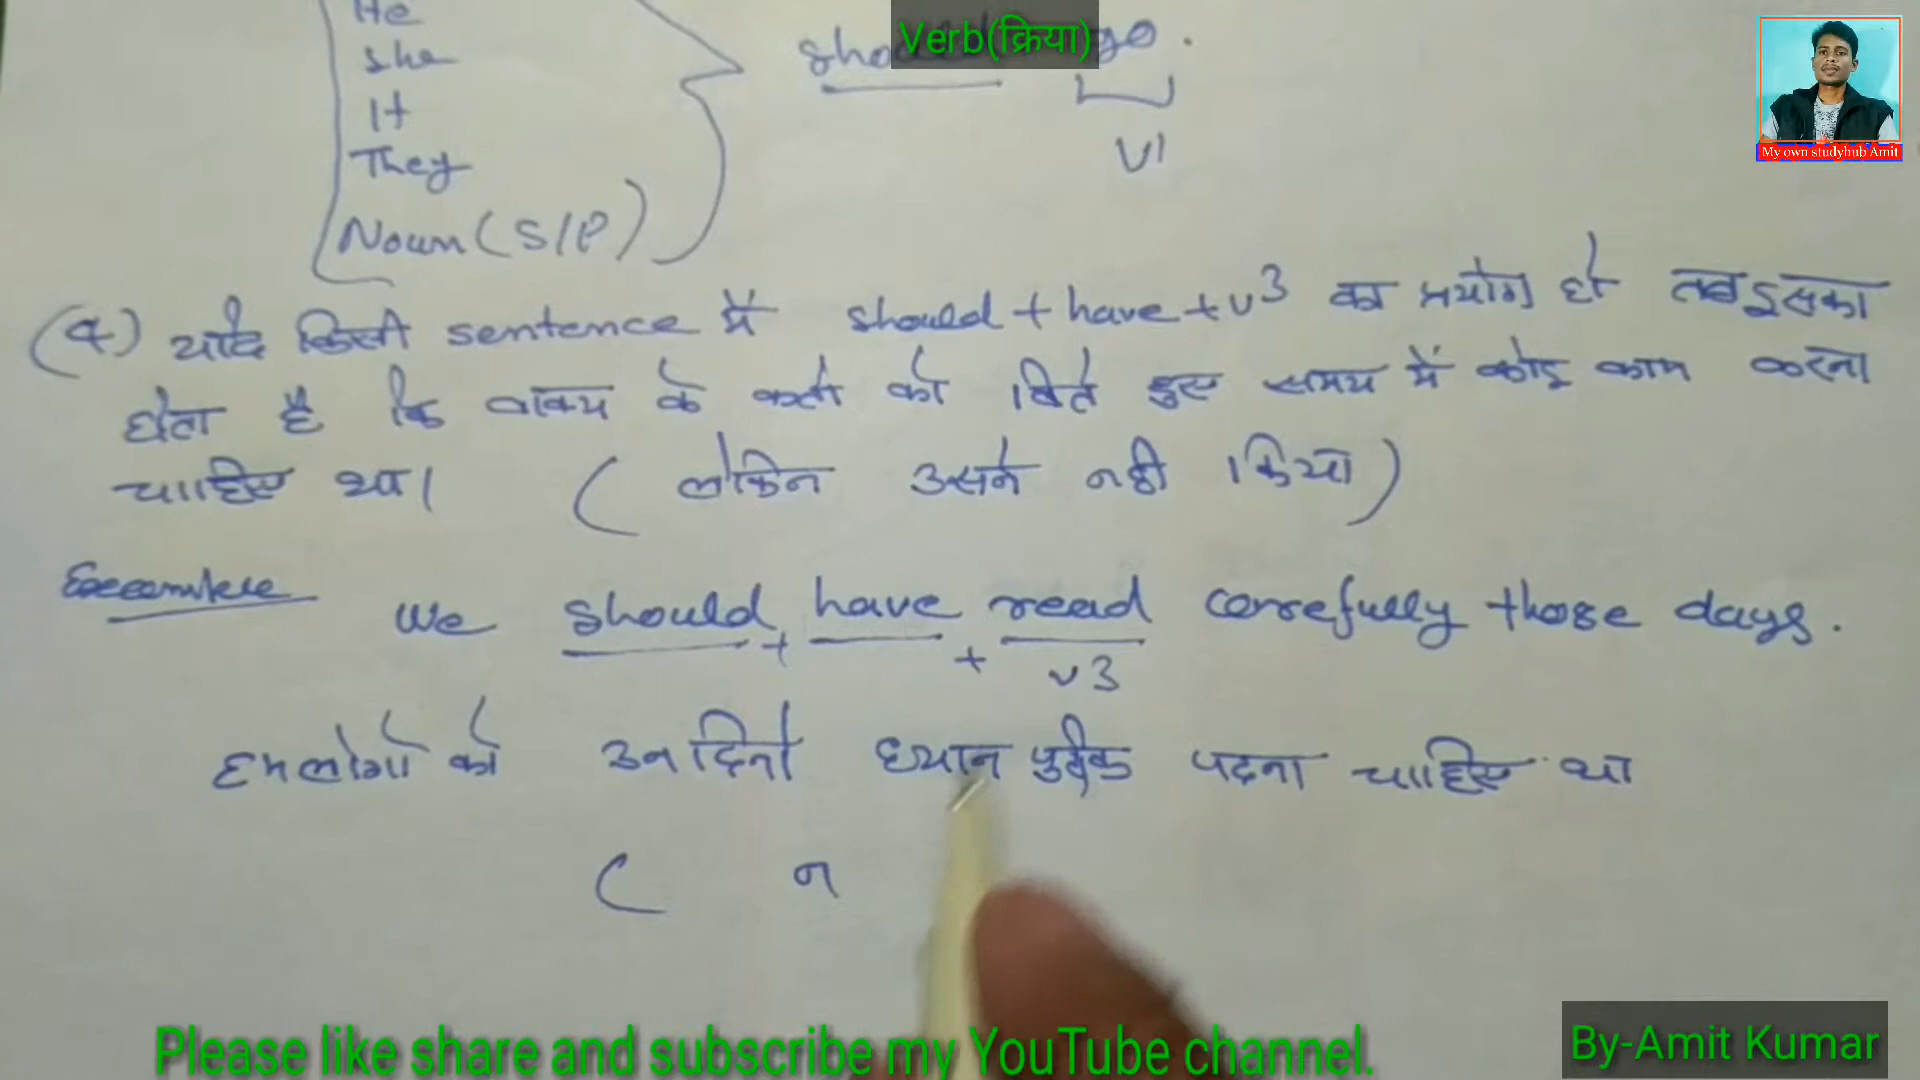 Verb(क्रिया)
He
she
It
They
Noun (S/P)
should go.
V1
My own studyhub Amit
(4) यदि किसी sentence में should + have + v3 का प्रयोग हो तब इसका
होता है कि वाक्य के कर्ता को बिते हुए समय में कोइ काम करना
चाहिए था। ( लेकिन उसने नही किया )
Example
We should + have + read carefully those days.
v3
हमलोगों को उन दिनों ध्यान पुर्वक पढना चाहिए था
( न
Please like share and subscribe my YouTube channel.
By-Amit Kumar